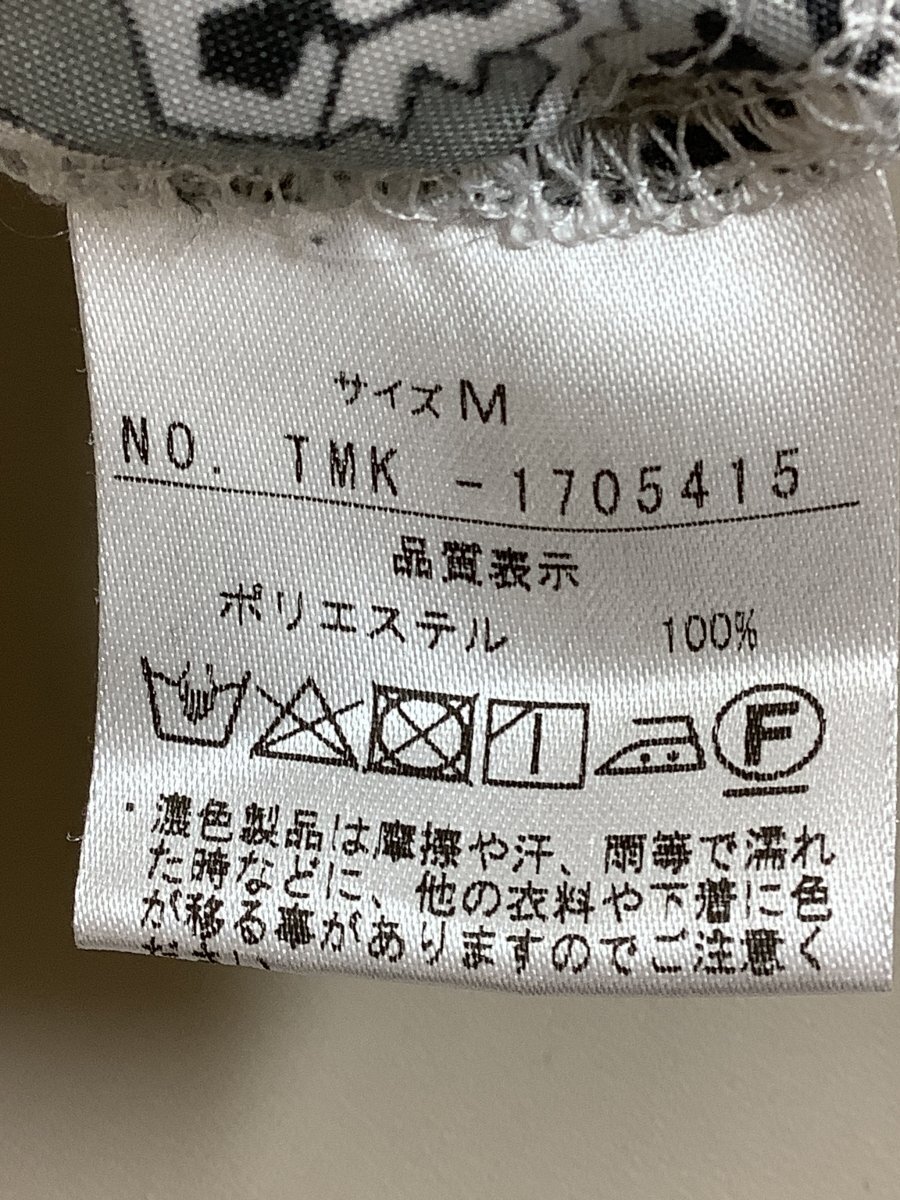 サイズ M
NO. TMK -1705415
品質表示
ポリエステル 100%
F
・濃色製品は摩擦や汗、雨等で濡れ
た時などに、他の衣料や下着に色
が移る事がありますのでご注意く
ださい。